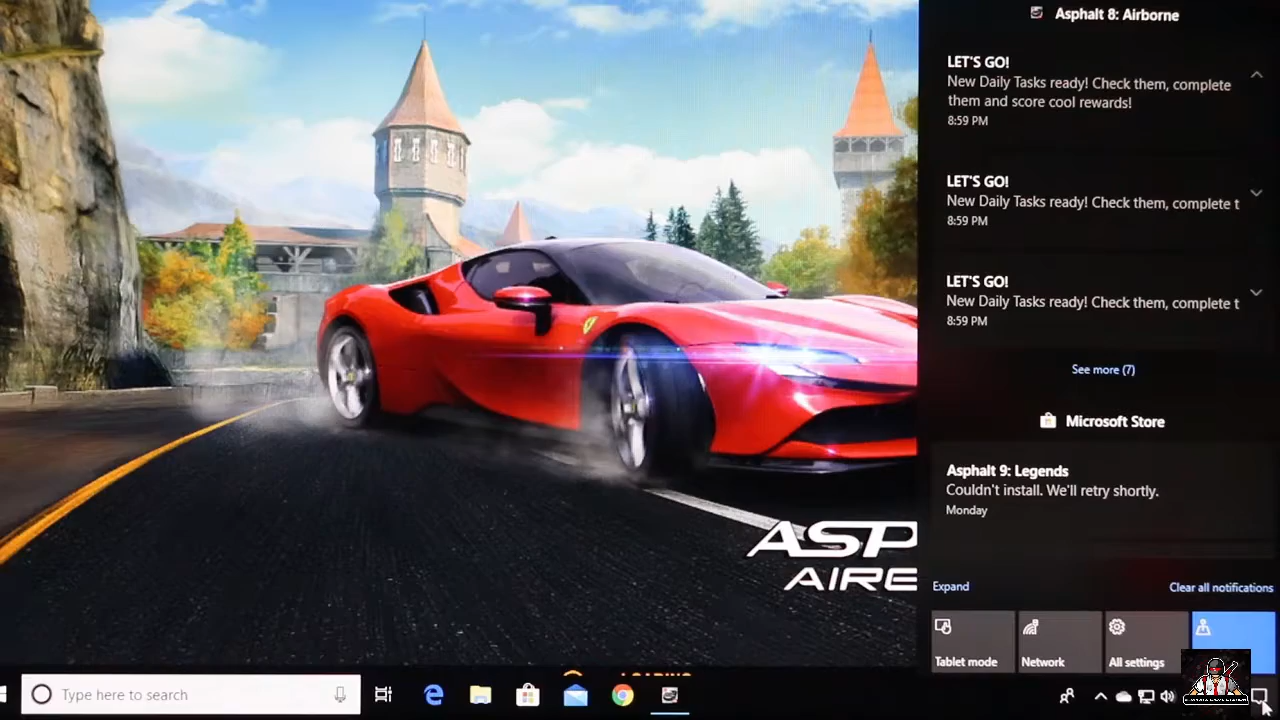 Asphalt 8: Airborne
LET'S GO!
New Daily Tasks ready! Check them, complete
them and score cool rewards!
8:59 PM
LET'S GO!
New Daily Tasks ready! Check them, complete t
8:59 PM
LET'S GO!
New Daily Tasks ready! Check them, complete t
8:59 PM
See more (7)
Microsoft Store
Asphalt 9: Legends
Couldn't install. We'll retry shortly.
Monday
ASP
AIRE
Expand
Clear all notifications
Tablet mode
Network
All settings
LOADING
Type here to search